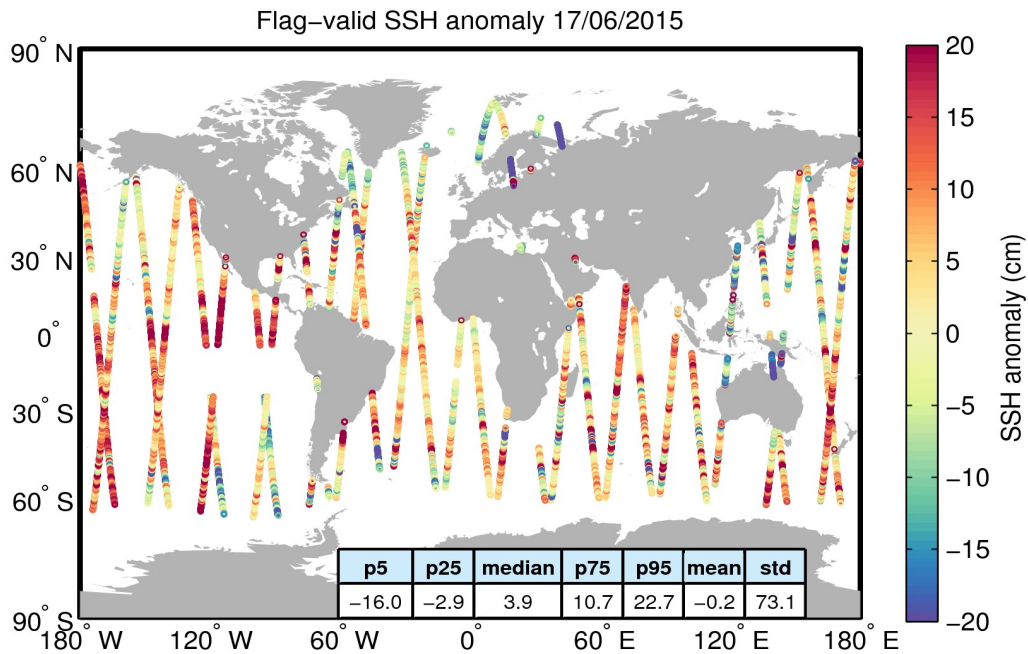 Flag−valid SSH anomaly 17/06/2015
90° N
60° N
30° N
0°
30° S
60° S
90° S
180° W
120° W
60° W
0°
60° E
120° E
180° E
p5 p25 median p75 p95 mean std
−16.0 −2.9 3.9 10.7 22.7 −0.2 73.1
20
15
10
5
0
−5
−10
−15
−20
SSH anomaly (cm)